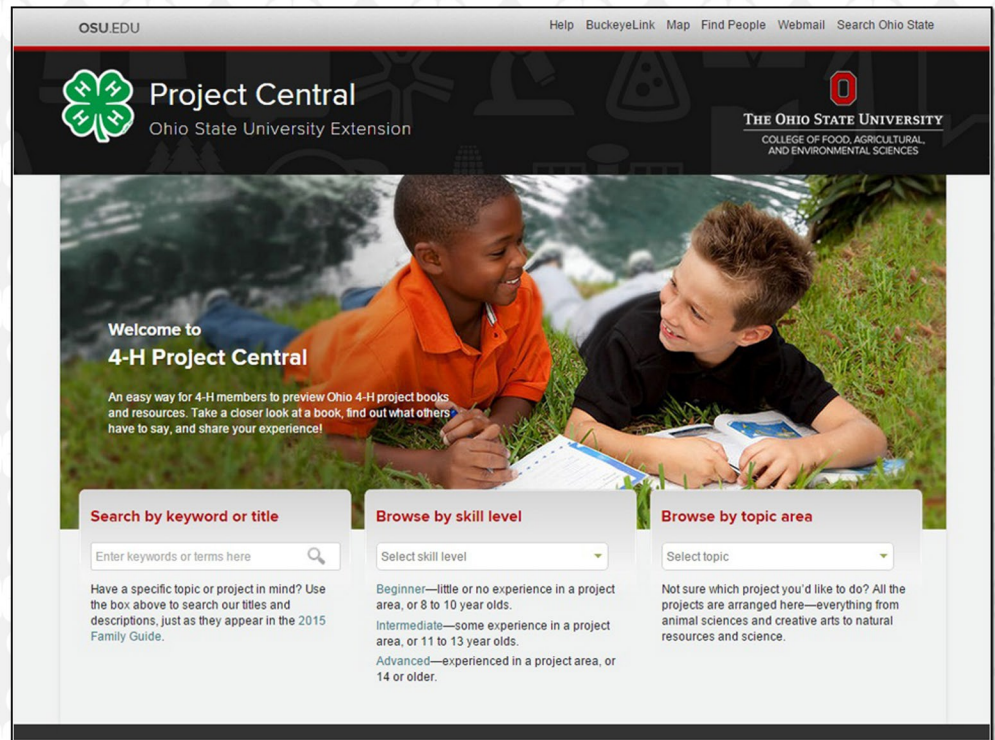 OSU.EDU
Help BuckeyeLink Map Find People Webmail Search Ohio State
H H H H
Project Central
Ohio State University Extension
O
THE OHIO STATE UNIVERSITY
COLLEGE OF FOOD, AGRICULTURAL,
AND ENVIRONMENTAL SCIENCES
Welcome to
4-H Project Central
An easy way for 4-H members to preview Ohio 4-H project books
and resources. Take a closer look at a book, find out what others
have to say, and share your experience!
Search by keyword or title
Enter keywords or terms here
Have a specific topic or project in mind? Use
the box above to search our titles and
descriptions, just as they appear in the 2015
Family Guide.
Browse by skill level
Select skill level
Beginner—little or no experience in a project
area, or 8 to 10 year olds.
Intermediate—some experience in a project
area, or 11 to 13 year olds.
Advanced—experienced in a project area, or
14 or older.
Browse by topic area
Select topic
Not sure which project you'd like to do? All the
projects are arranged here—everything from
animal sciences and creative arts to natural
resources and science.